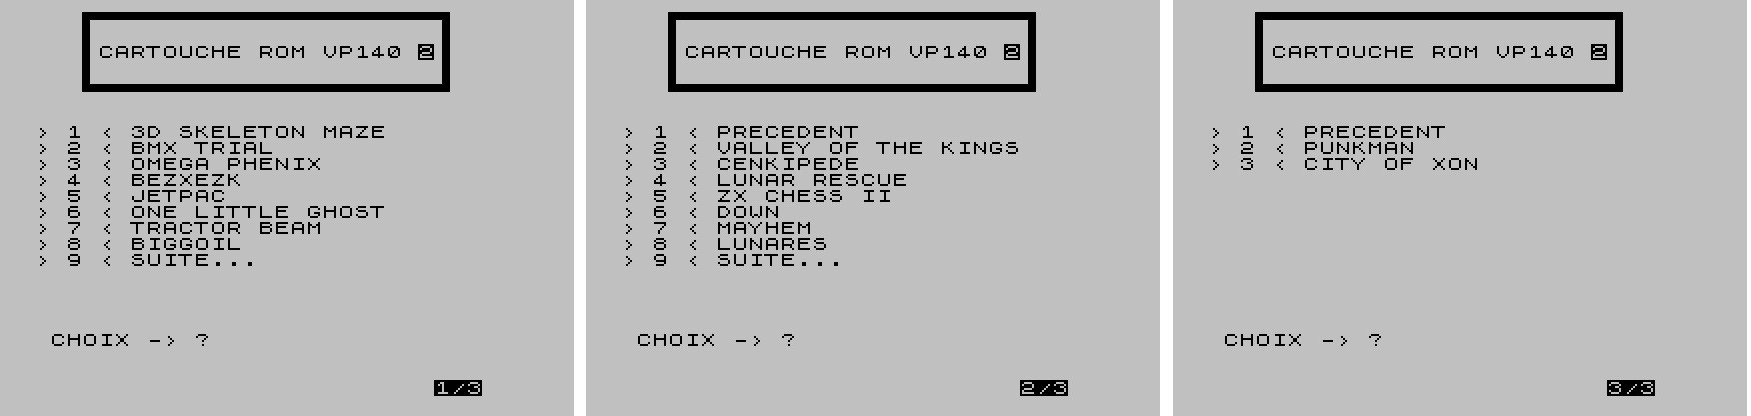 CARTOUCHE ROM VP140 2
> 1 < 3D SKELETON MAZE
> 2 < BMX TRIAL
> 3 < OMEGA PHENIX
> 4 < BEZXEZK
> 5 < JETPAC
> 6 < ONE LITTLE GHOST
> 7 < TRACTOR BEAM
> 8 < BIGGOIL
> 9 < SUITE...
CHOIX -> ?
1/3
CARTOUCHE ROM VP140 2
> 1 < PRECEDENT
> 2 < VALLEY OF THE KINGS
> 3 < CENKIPEDE
> 4 < LUNAR RESCUE
> 5 < ZX CHESS II
> 6 < DOWN
> 7 < MAYHEM
> 8 < LUNARES
> 9 < SUITE...
CHOIX -> ?
2/3
CARTOUCHE ROM VP140 2
> 1 < PRECEDENT
> 2 < PUNKMAN
> 3 < CITY OF XON
CHOIX -> ?
3/3